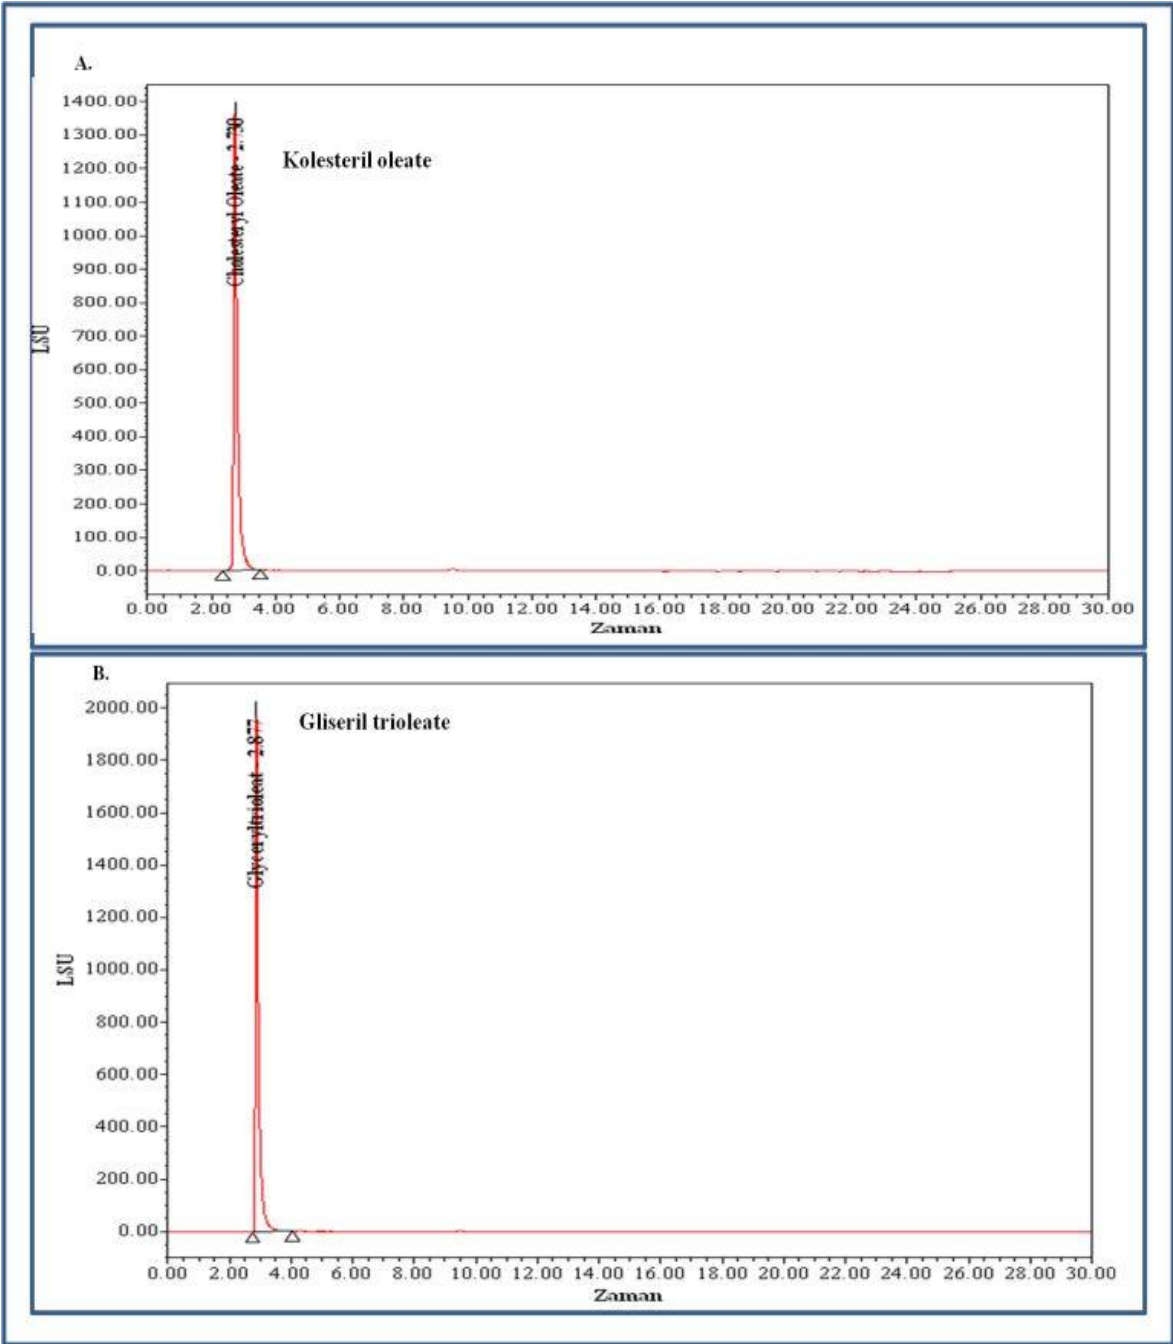 A.
1400.00
1300.00
1200.00
1100.00
1000.00
900.00
800.00
700.00
600.00
500.00
400.00
300.00
200.00
100.00
0.00
LSU
Cholesteryl Oleate - 2.730
Kolesteril oleate
0.00 2.00 4.00 6.00 8.00 10.00 12.00 14.00 16.00 18.00 20.00 22.00 24.00 26.00 28.00 30.00
Zaman
B.
2000.00
1800.00
1600.00
1400.00
1200.00
1000.00
800.00
600.00
400.00
200.00
0.00
LSU
Glyceryltrioleat - 2.877
Gliseril trioleate
0.00 2.00 4.00 6.00 8.00 10.00 12.00 14.00 16.00 18.00 20.00 22.00 24.00 26.00 28.00 30.00
Zaman